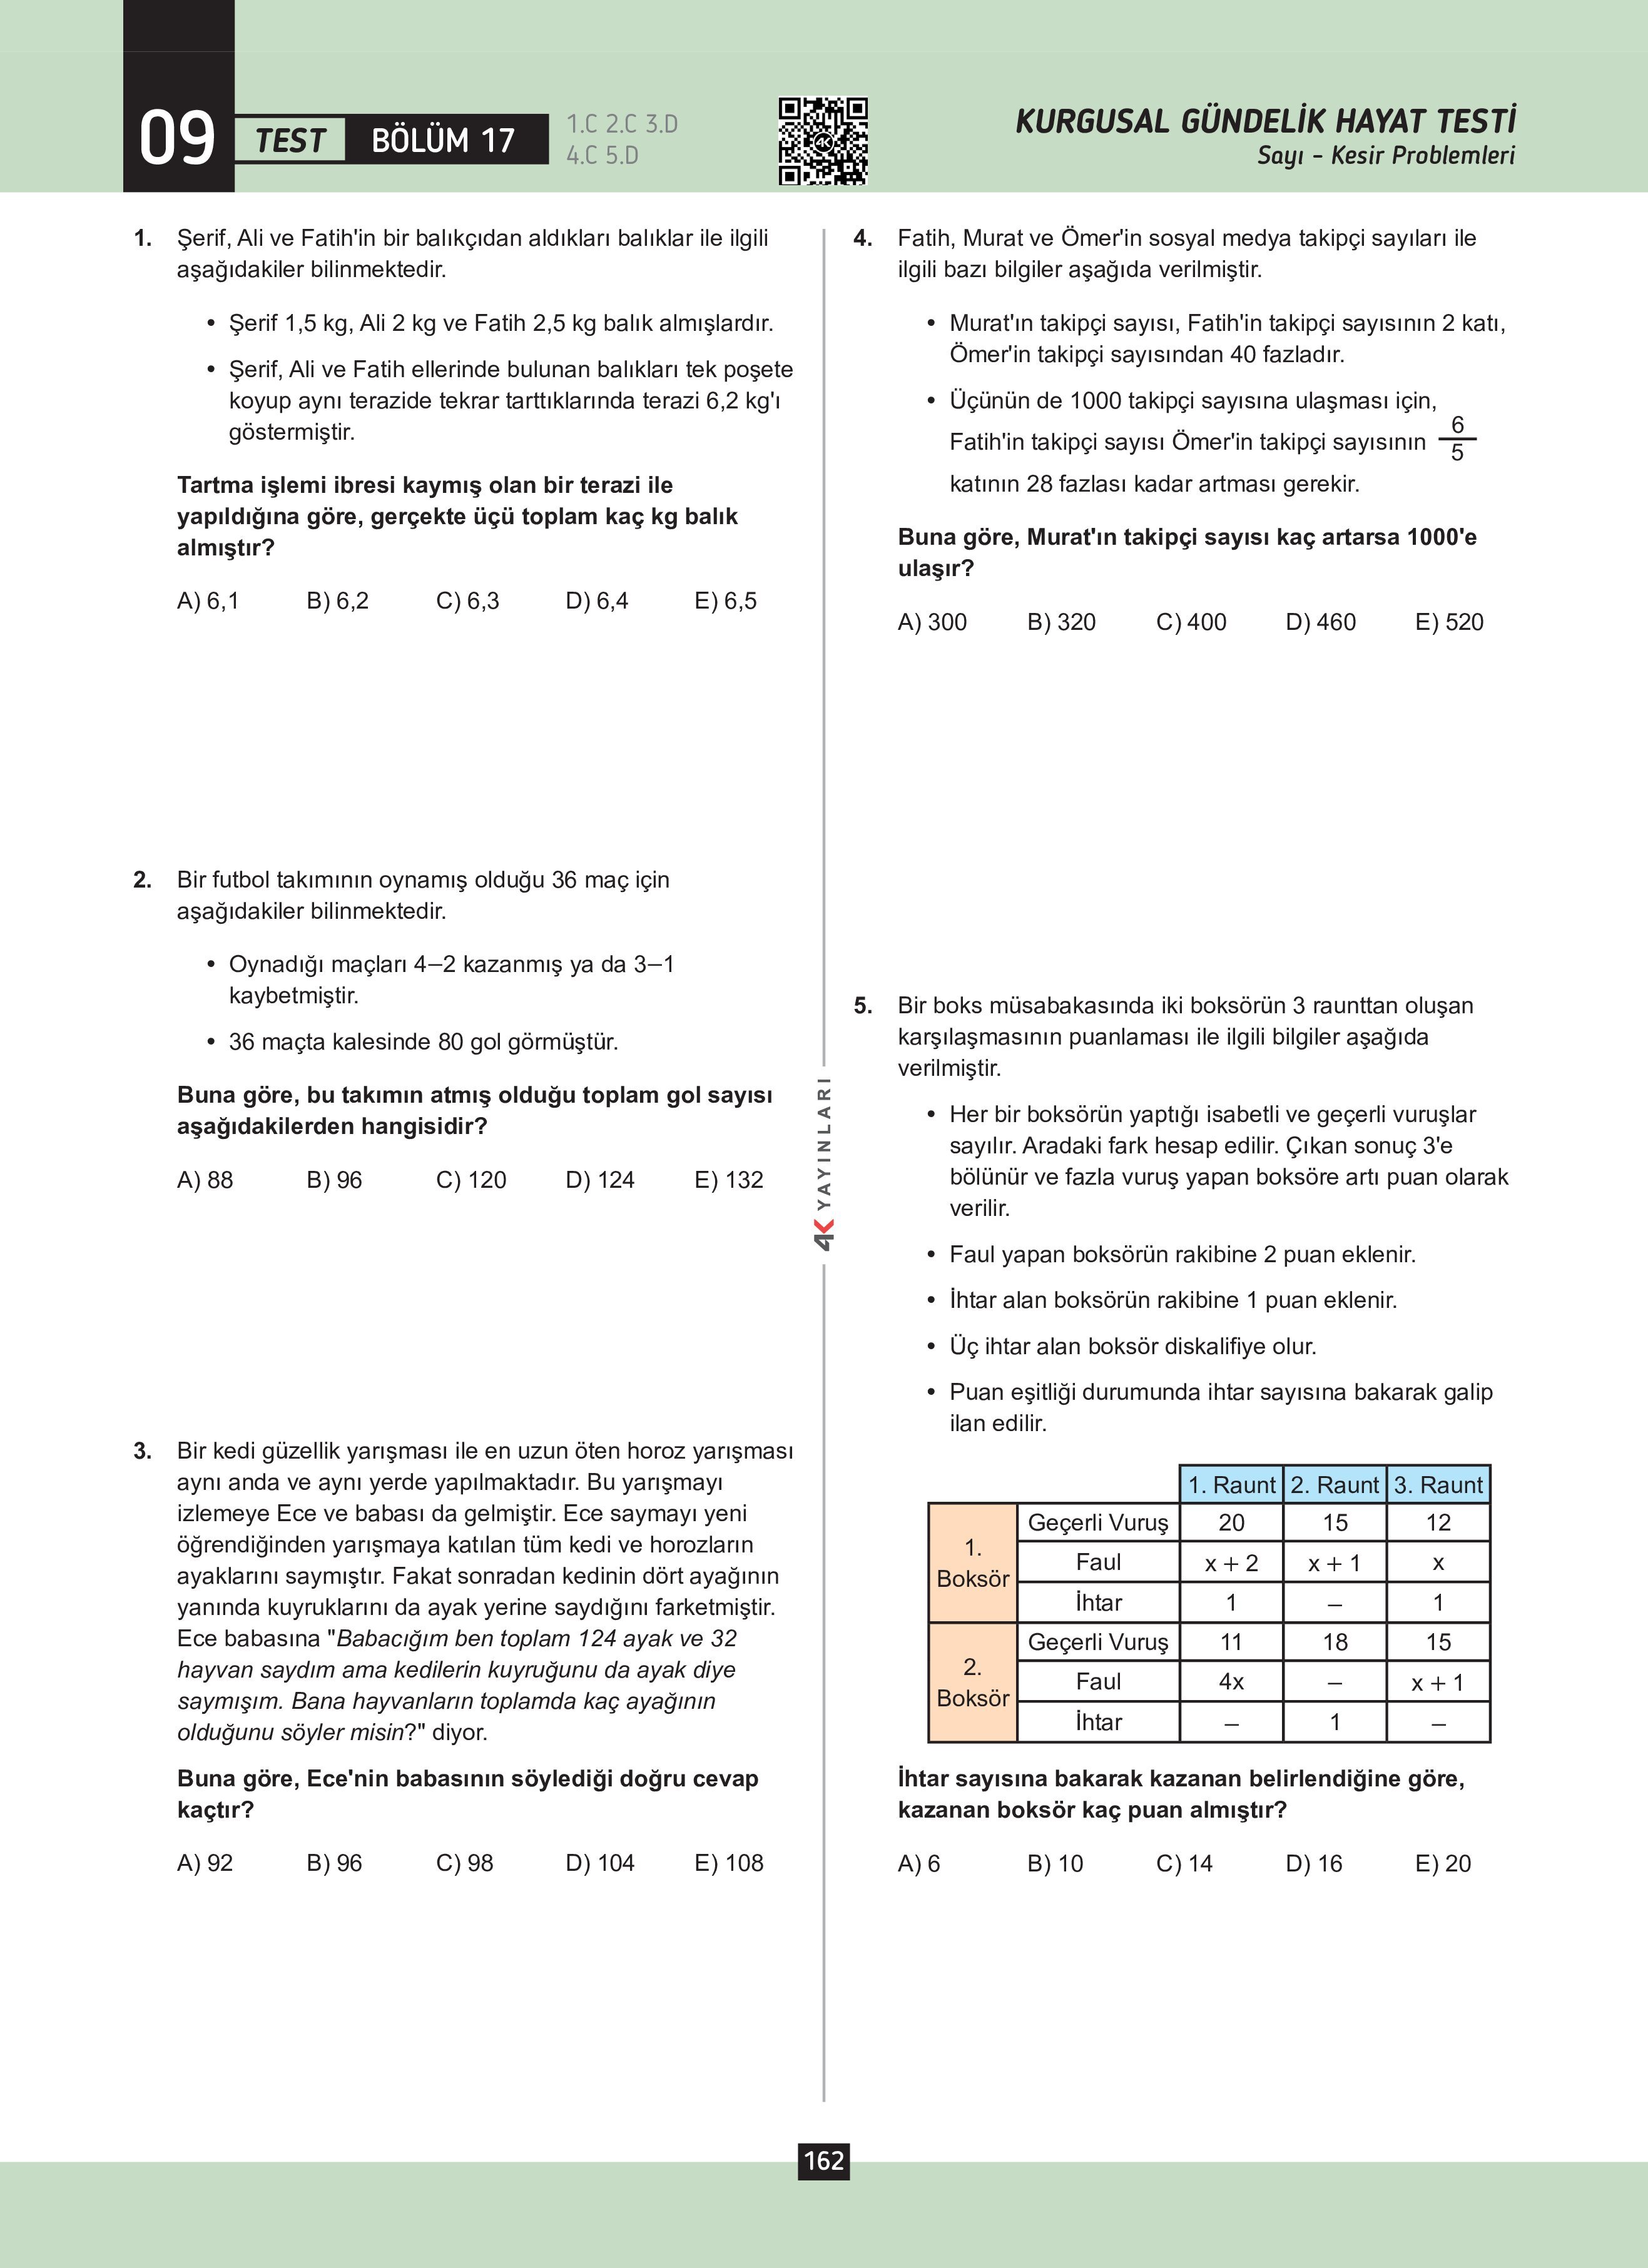 09
TEST
BÖLÜM 17
1.C 2.C 3.D
4.C 5.D
4K
KURGUSAL GÜNDELİK HAYAT TESTİ
Sayı - Kesir Problemleri
1. Şerif, Ali ve Fatih'in bir balıkçıdan aldıkları balıklar ile ilgili
aşağıdakiler bilinmektedir.
• Şerif 1,5 kg, Ali 2 kg ve Fatih 2,5 kg balık almışlardır.
• Şerif, Ali ve Fatih ellerinde bulunan balıkları tek poşete
koyup aynı terazide tekrar tarttıklarında terazi 6,2 kg'ı
göstermiştir.
Tartma işlemi ibresi kaymış olan bir terazi ile
yapıldığına göre, gerçekte üçü toplam kaç kg balık
almıştır?
A) 6,1 B) 6,2 C) 6,3 D) 6,4 E) 6,5
2. Bir futbol takımının oynamış olduğu 36 maç için
aşağıdakiler bilinmektedir.
• Oynadığı maçları 4–2 kazanmış ya da 3–1
kaybetmiştir.
• 36 maçta kalesinde 80 gol görmüştür.
Buna göre, bu takımın atmış olduğu toplam gol sayısı
aşağıdakilerden hangisidir?
A) 88 B) 96 C) 120 D) 124 E) 132
3. Bir kedi güzellik yarışması ile en uzun öten horoz yarışması
aynı anda ve aynı yerde yapılmaktadır. Bu yarışmayı
izlemeye Ece ve babası da gelmiştir. Ece saymayı yeni
öğrendiğinden yarışmaya katılan tüm kedi ve horozların
ayaklarını saymıştır. Fakat sonradan kedinin dört ayağının
yanında kuyruklarını da ayak yerine saydığını farketmiştir.
Ece babasına "Babacığım ben toplam 124 ayak ve 32
hayvan saydım ama kedilerin kuyruğunu da ayak diye
saymışım. Bana hayvanların toplamda kaç ayağının
olduğunu söyler misin?" diyor.
Buna göre, Ece'nin babasının söylediği doğru cevap
kaçtır?
A) 92 B) 96 C) 98 D) 104 E) 108
4K YAYINLARI
4. Fatih, Murat ve Ömer'in sosyal medya takipçi sayıları ile
ilgili bazı bilgiler aşağıda verilmiştir.
• Murat'ın takipçi sayısı, Fatih'in takipçi sayısının 2 katı,
Ömer'in takipçi sayısından 40 fazladır.
• Üçünün de 1000 takipçi sayısına ulaşması için,
Fatih'in takipçi sayısı Ömer'in takipçi sayısının 6/5
katının 28 fazlası kadar artması gerekir.
Buna göre, Murat'ın takipçi sayısı kaç artarsa 1000'e
ulaşır?
A) 300 B) 320 C) 400 D) 460 E) 520
5. Bir boks müsabakasında iki boksörün 3 raunttan oluşan
karşılaşmasının puanlaması ile ilgili bilgiler aşağıda
verilmiştir.
• Her bir boksörün yaptığı isabetli ve geçerli vuruşlar
sayılır. Aradaki fark hesap edilir. Çıkan sonuç 3'e
bölünür ve fazla vuruş yapan boksöre artı puan olarak
verilir.
• Faul yapan boksörün rakibine 2 puan eklenir.
• İhtar alan boksörün rakibine 1 puan eklenir.
• Üç ihtar alan boksör diskalifiye olur.
• Puan eşitliği durumunda ihtar sayısına bakarak galip
ilan edilir.
1. Raunt 2. Raunt 3. Raunt
1. Boksör
Geçerli Vuruş 20 15 12
Faul x + 2 x + 1 x
İhtar 1 – 1
2. Boksör
Geçerli Vuruş 11 18 15
Faul 4x – x + 1
İhtar – 1 –
İhtar sayısına bakarak kazanan belirlendiğine göre,
kazanan boksör kaç puan almıştır?
A) 6 B) 10 C) 14 D) 16 E) 20
162